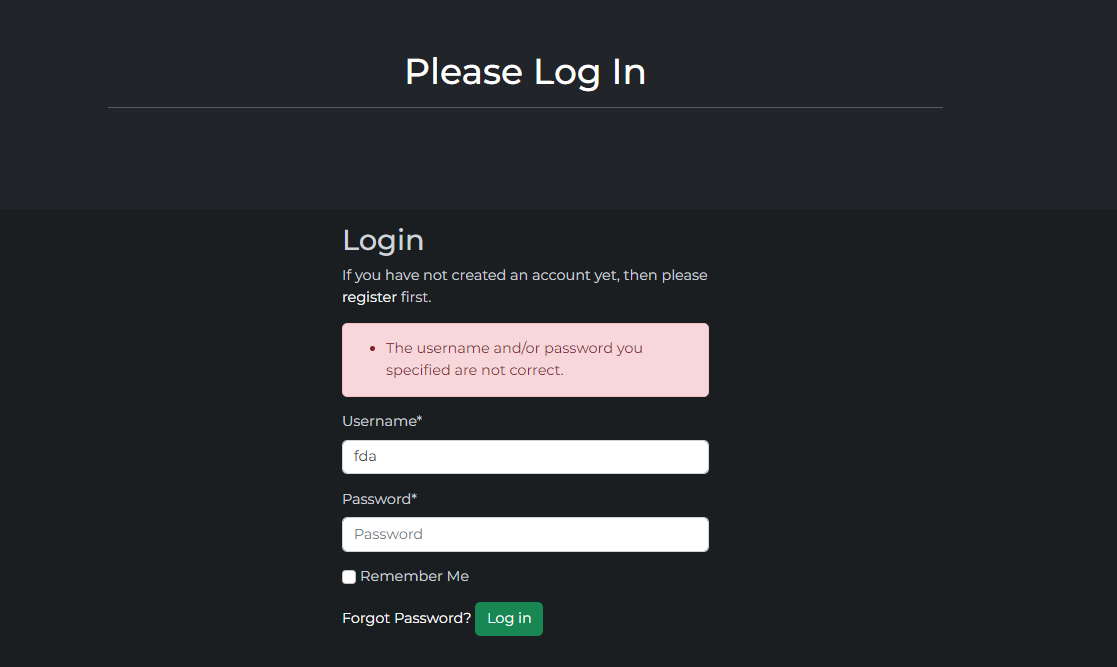 Please Log In
Login
If you have not created an account yet, then please
register first.
The username and/or password you
specified are not correct.
Username*
fda
Password*
Password
Remember Me
Forgot Password? Log in